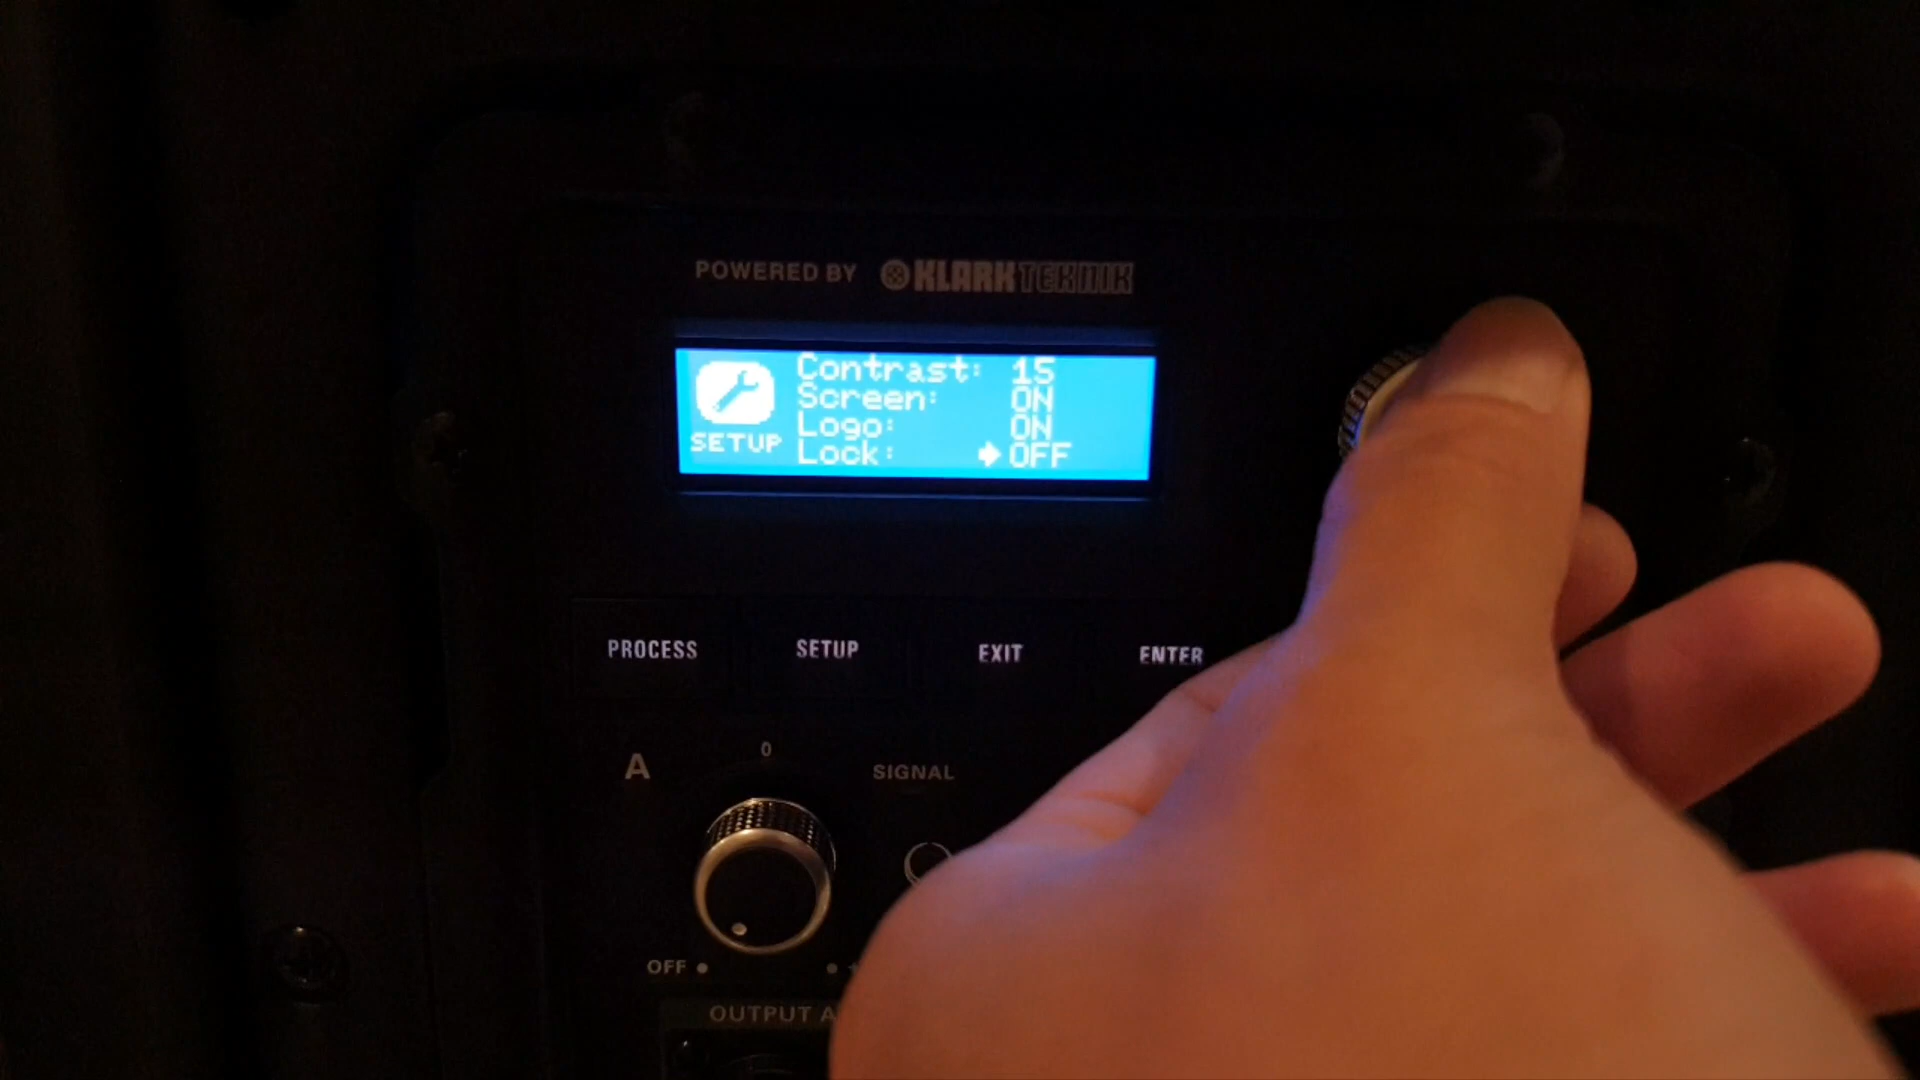 POWERED BY KLARK TEKNIK
Contrast: 15
Screen: ON
Logo: ON
Lock: OFF
SETUP
PROCESS SETUP EXIT ENTER
A 0 SIGNAL
OFF
OUTPUT A